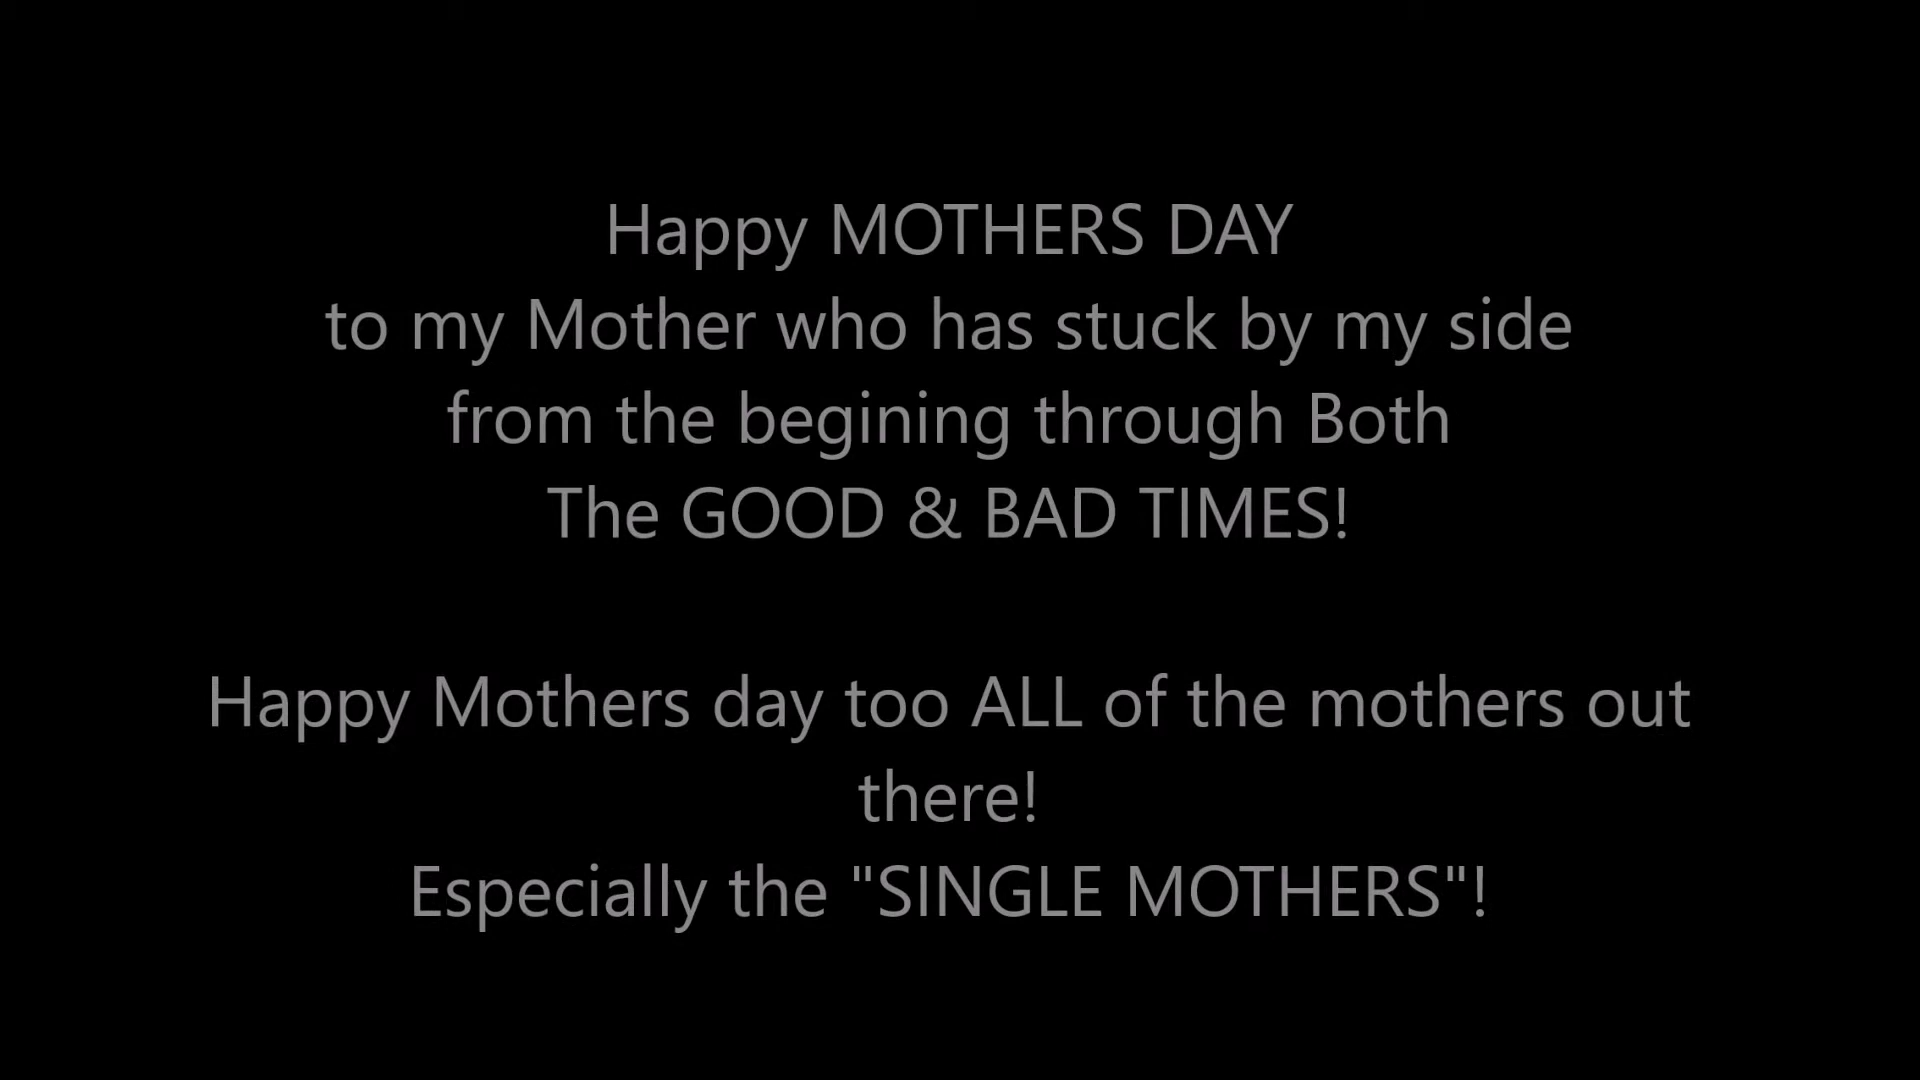 Happy MOTHERS DAY
to my Mother who has stuck by my side
from the begining through Both
The GOOD & BAD TIMES!
Happy Mothers day too ALL of the mothers out
there!
Especially the "SINGLE MOTHERS"!